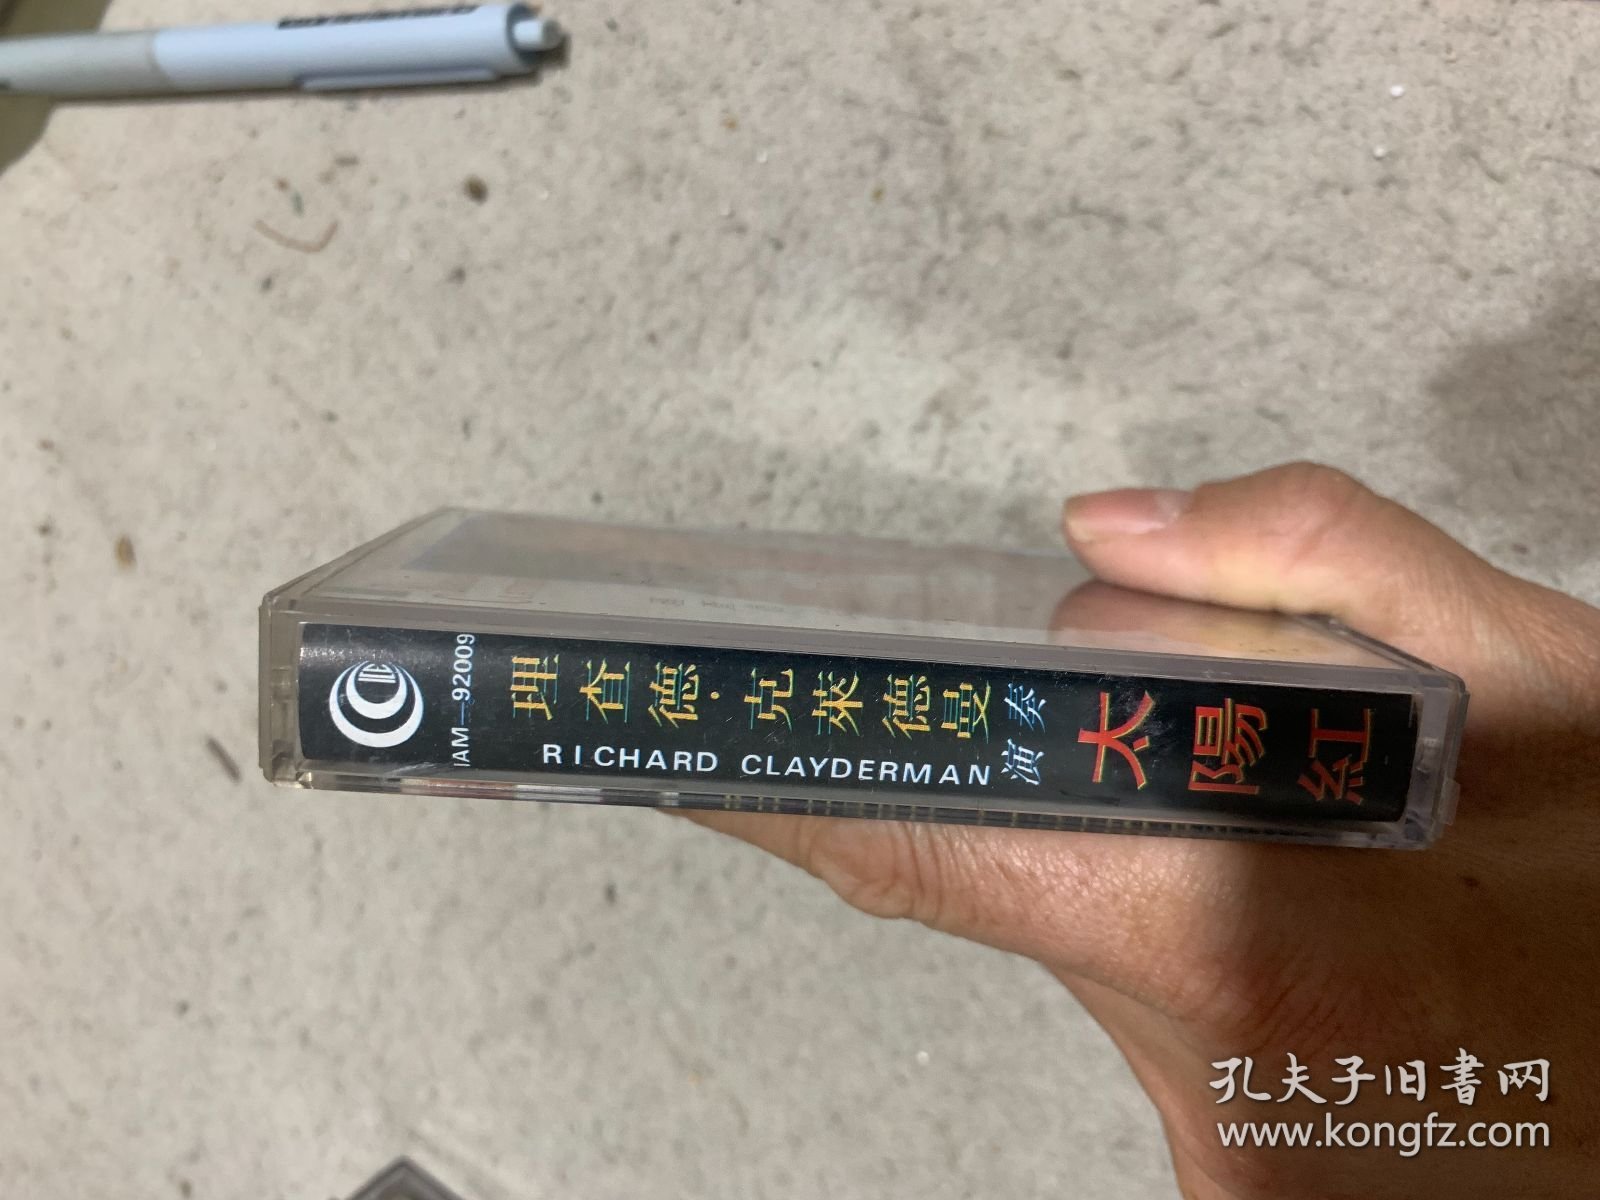 IAM—92009
理查德·克莱德曼
RICHARD CLAYDERMAN
演奏
太陽紅
孔夫子旧書网
www.kongfz.com